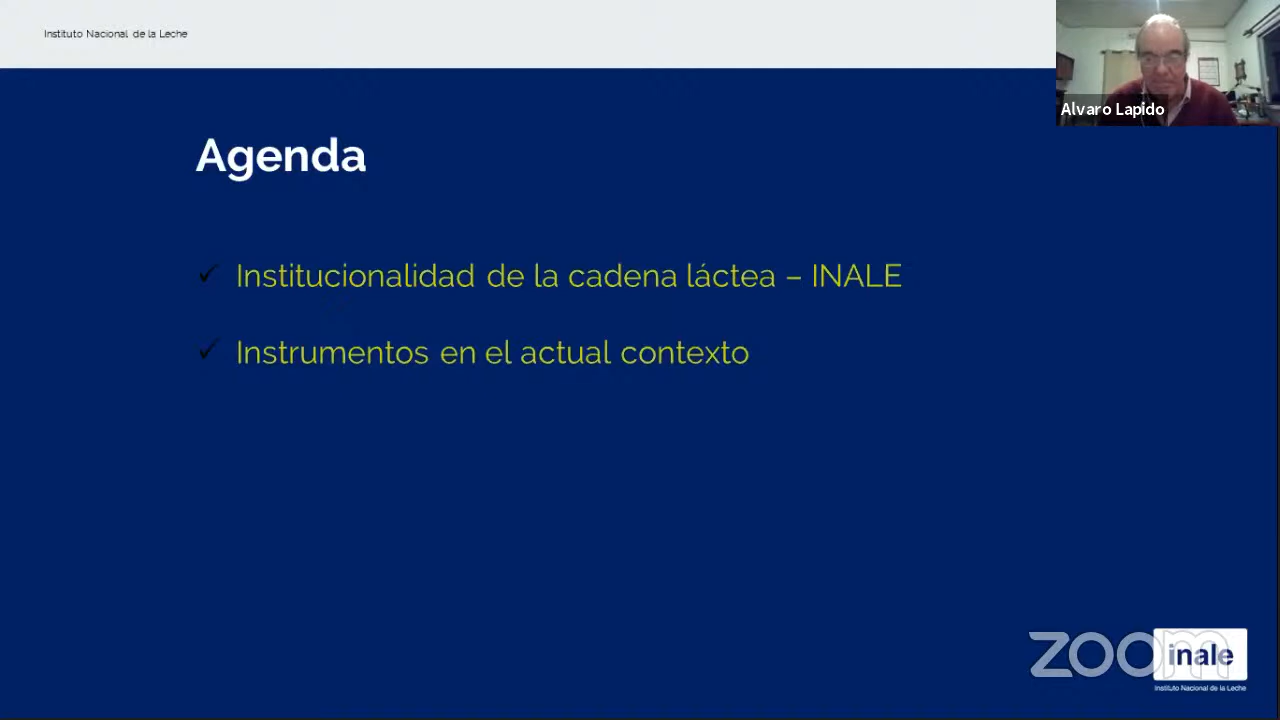 Instituto Nacional de la Leche
Alvaro Lapido
Agenda
✓ Institucionalidad de la cadena láctea – INALE
✓ Instrumentos en el actual contexto
zoom
inale
Instituto Nacional de la Leche